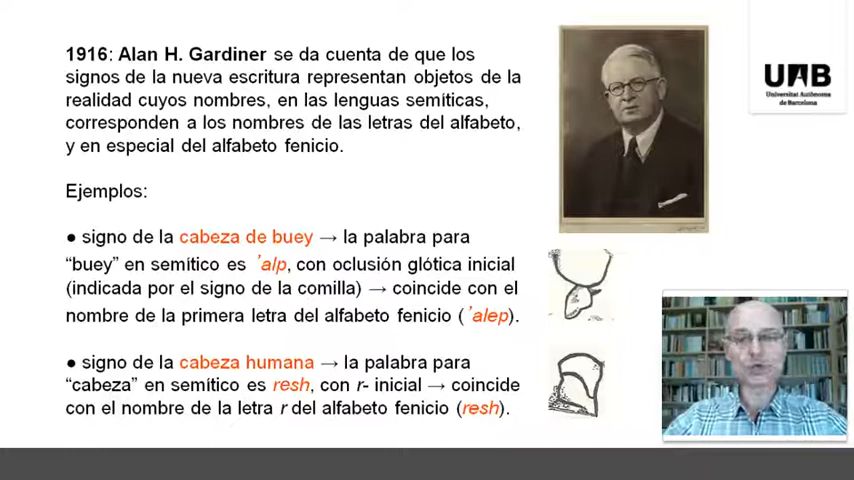 1916: Alan H. Gardiner se da cuenta de que los
signos de la nueva escritura representan objetos de la
realidad cuyos nombres, en las lenguas semíticas,
corresponden a los nombres de las letras del alfabeto,
y en especial del alfabeto fenicio.
Ejemplos:
● signo de la cabeza de buey → la palabra para
“buey” en semítico es ʼalp, con oclusión glótica inicial
(indicada por el signo de la comilla) → coincide con el
nombre de la primera letra del alfabeto fenicio (ʼalep).
● signo de la cabeza humana → la palabra para
“cabeza” en semítico es resh, con r- inicial → coincide
con el nombre de la letra r del alfabeto fenicio (resh).
UAB
Universitat Autònoma
de Barcelona